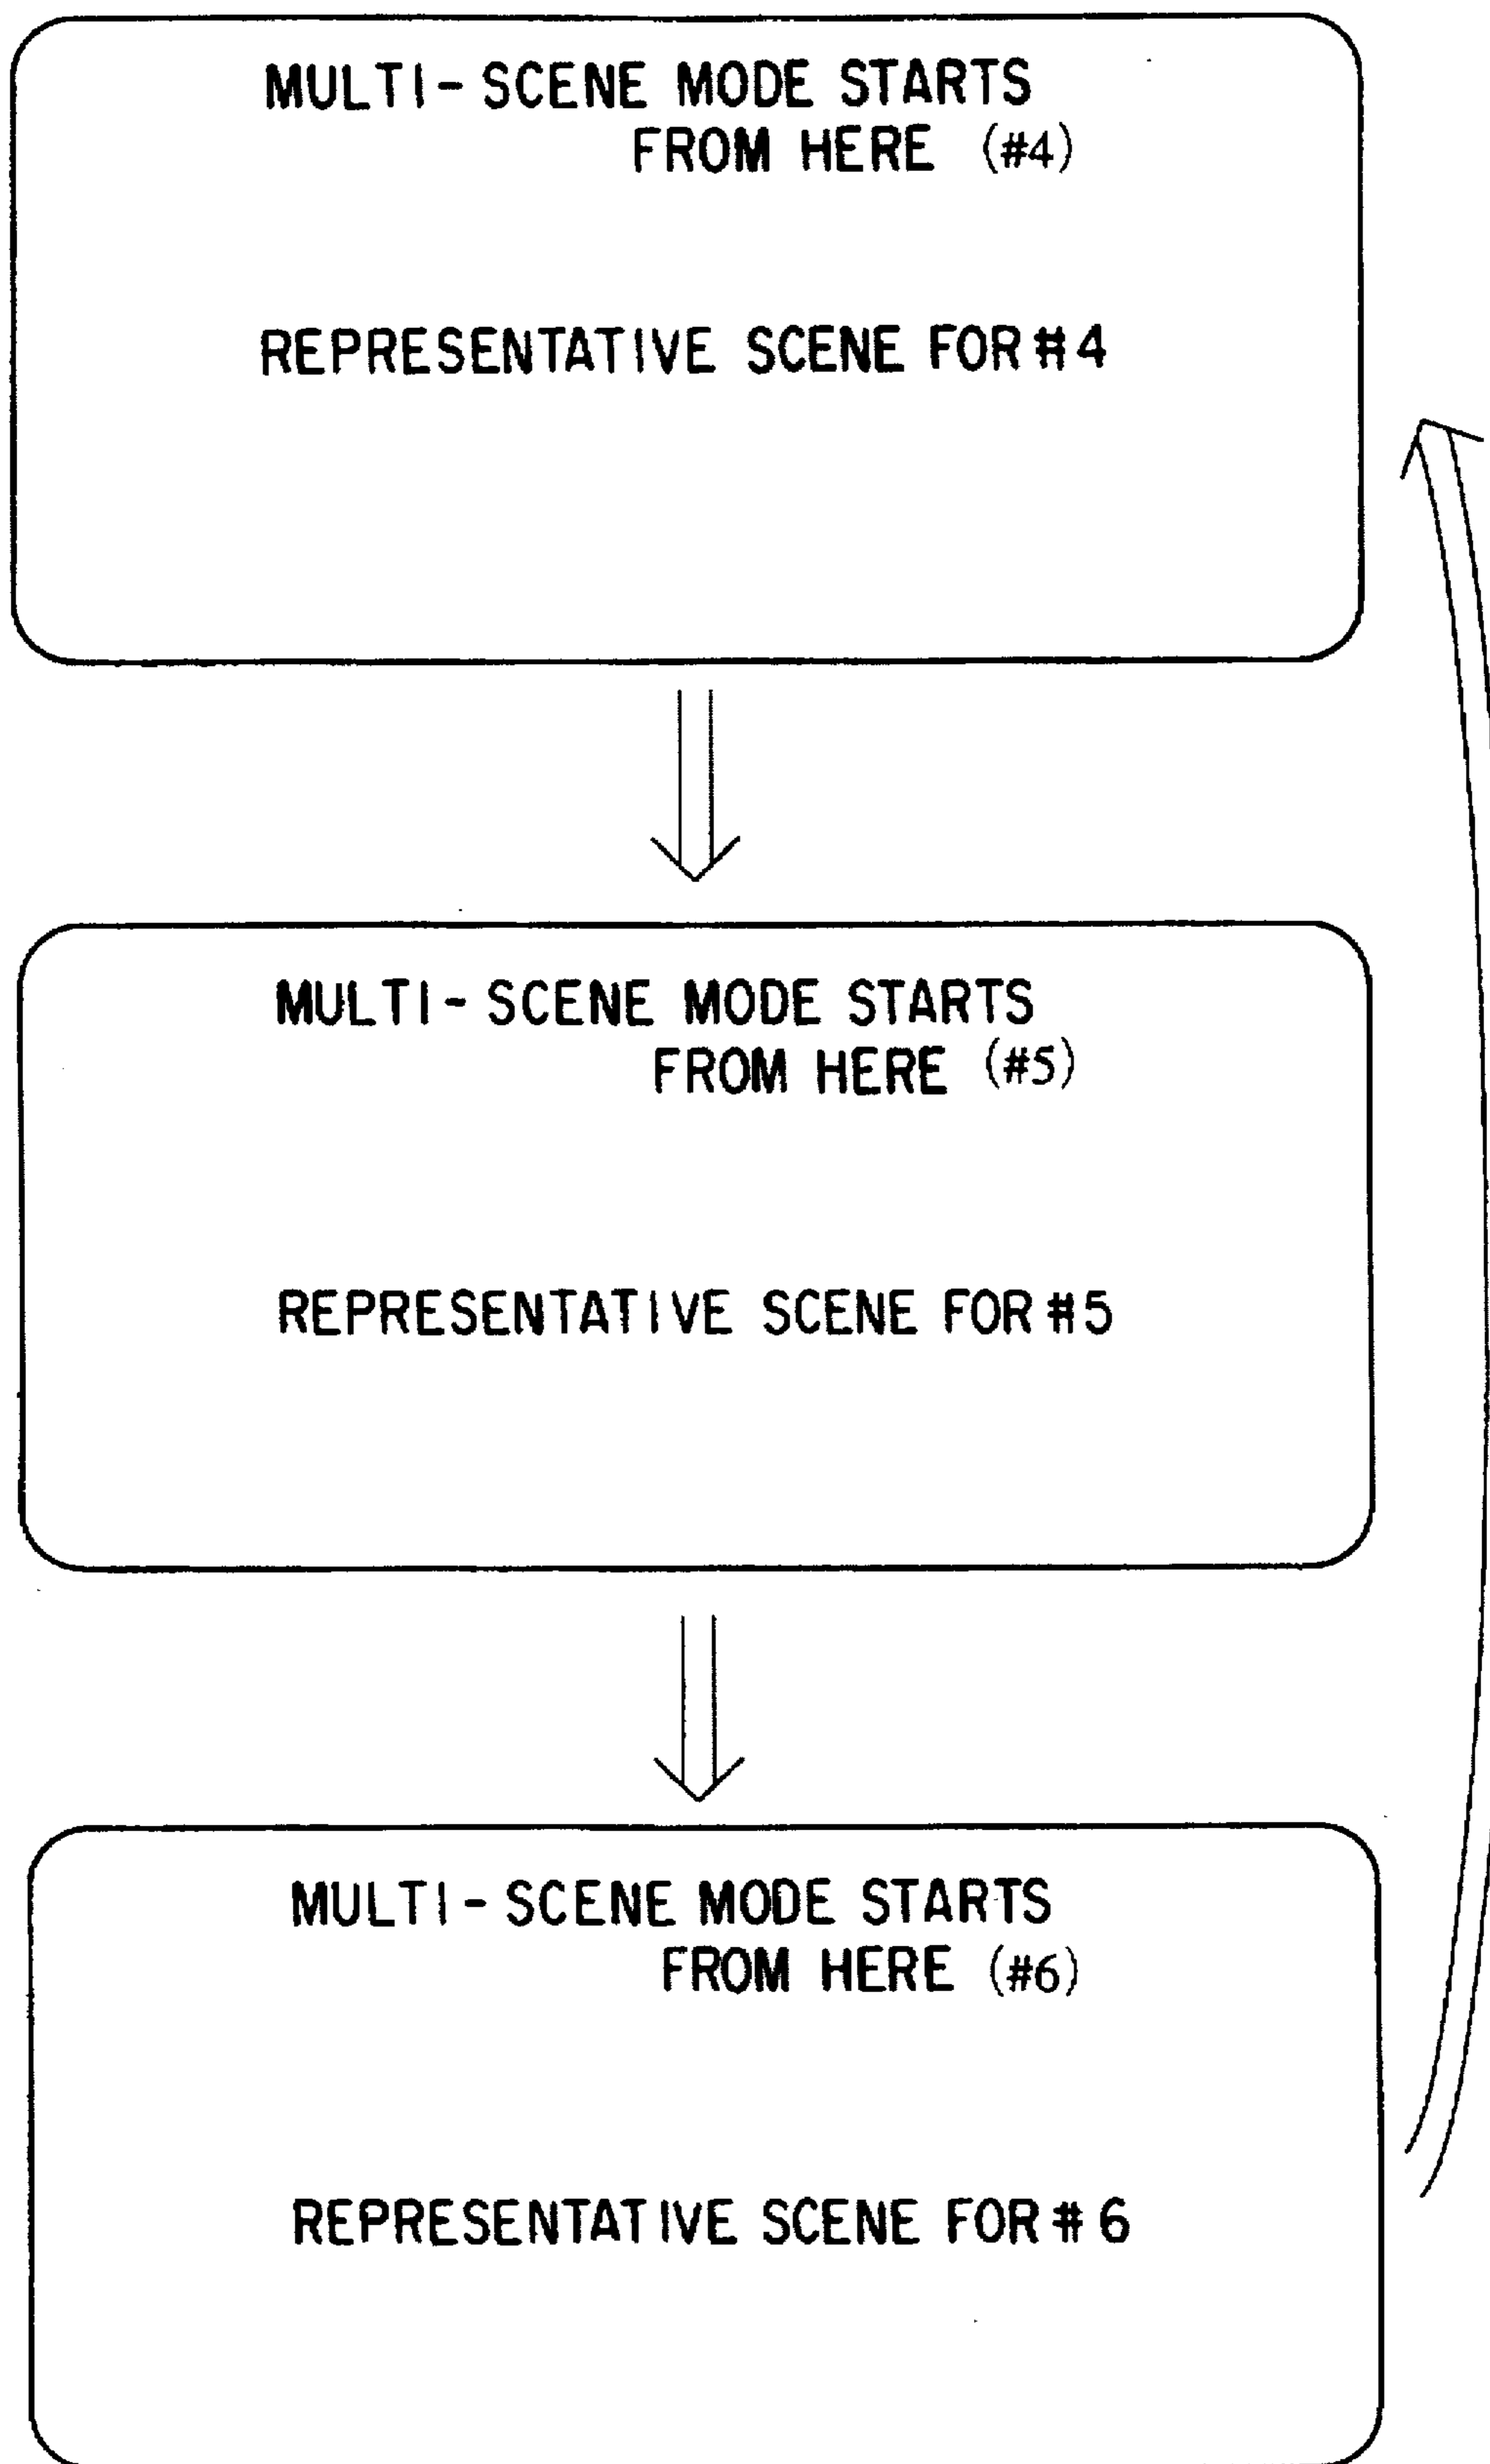 MULTI-SCENE MODE STARTS
FROM HERE (#4)
REPRESENTATIVE SCENE FOR #4
MULTI-SCENE MODE STARTS
FROM HERE (#5)
REPRESENTATIVE SCENE FOR #5
MULTI-SCENE MODE STARTS
FROM HERE (#6)
REPRESENTATIVE SCENE FOR #6